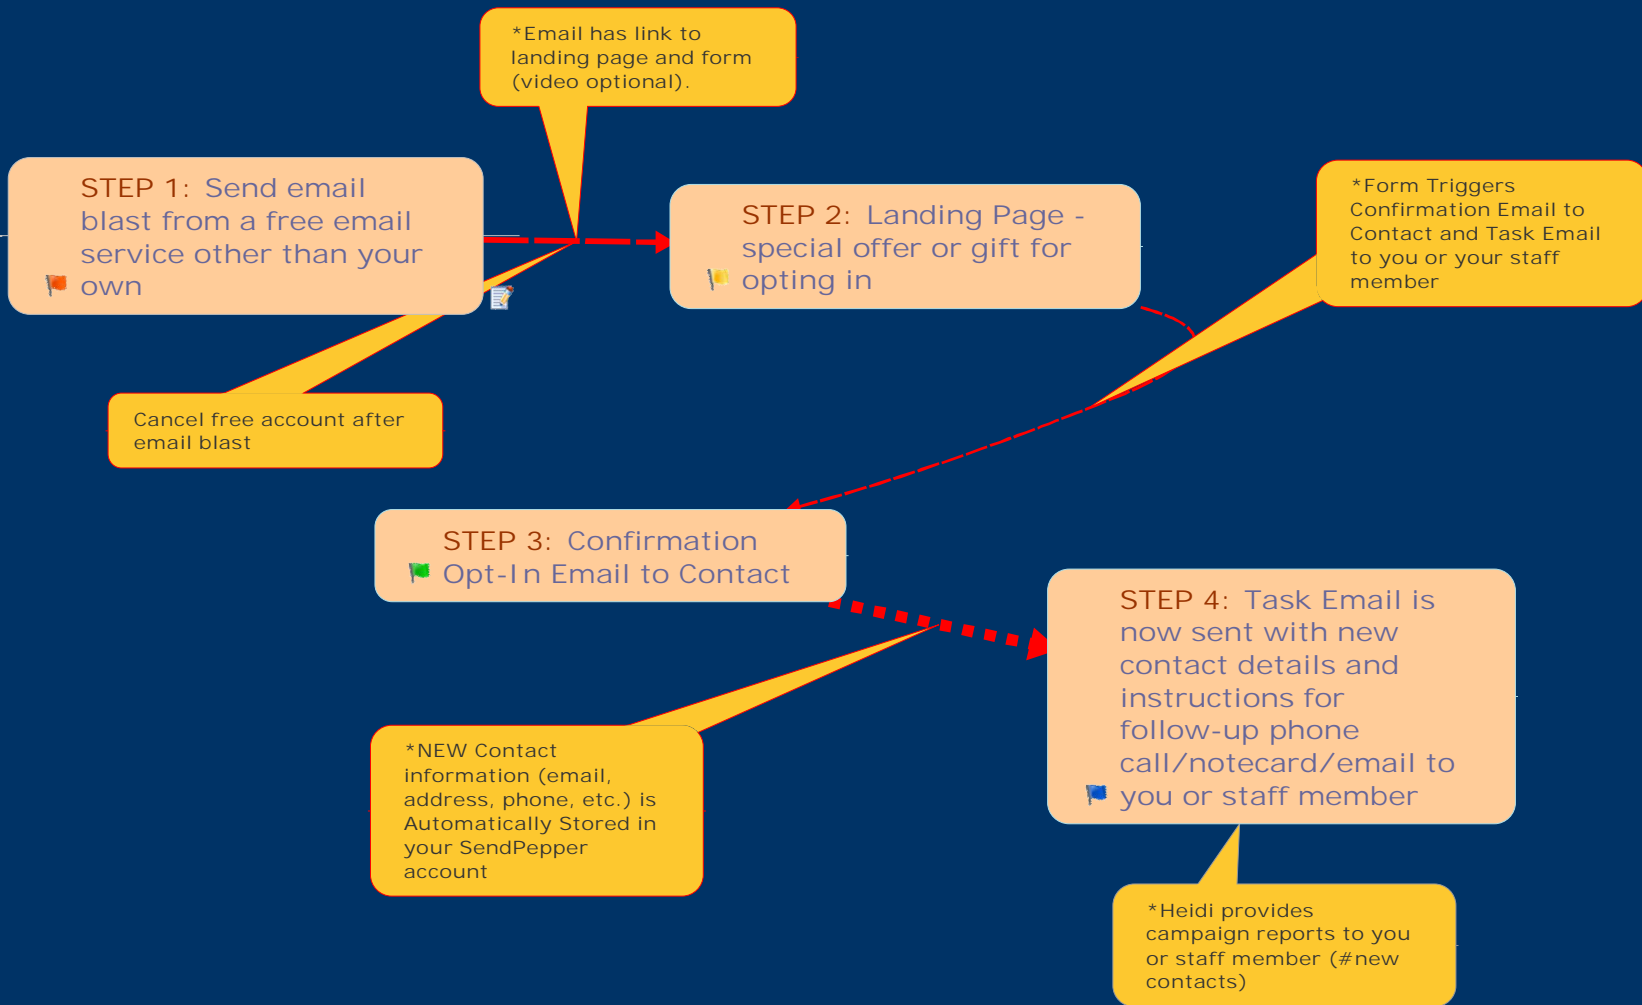 *Email has link to
landing page and form
(video optional).
STEP 1: Send email
blast from a free email
service other than your
own
STEP 2: Landing Page -
special offer or gift for
opting in
*Form Triggers
Confirmation Email to
Contact and Task Email
to you or your staff
member
Cancel free account after
email blast
STEP 3: Confirmation
Opt-In Email to Contact
STEP 4: Task Email is
now sent with new
contact details and
instructions for
follow-up phone
call/notecard/email to
you or staff member
*NEW Contact
information (email,
address, phone, etc.) is
Automatically Stored in
your SendPepper
account
*Heidi provides
campaign reports to you
or staff member (#new
contacts)